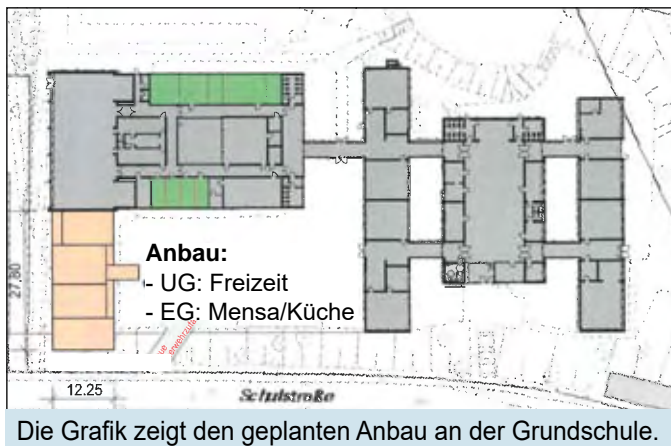 Anbau:
- UG: Freizeit
- EG: Mensa/Küche
27,80
12.25
Schulstraße
Die Grafik zeigt den geplanten Anbau an der Grundschule.